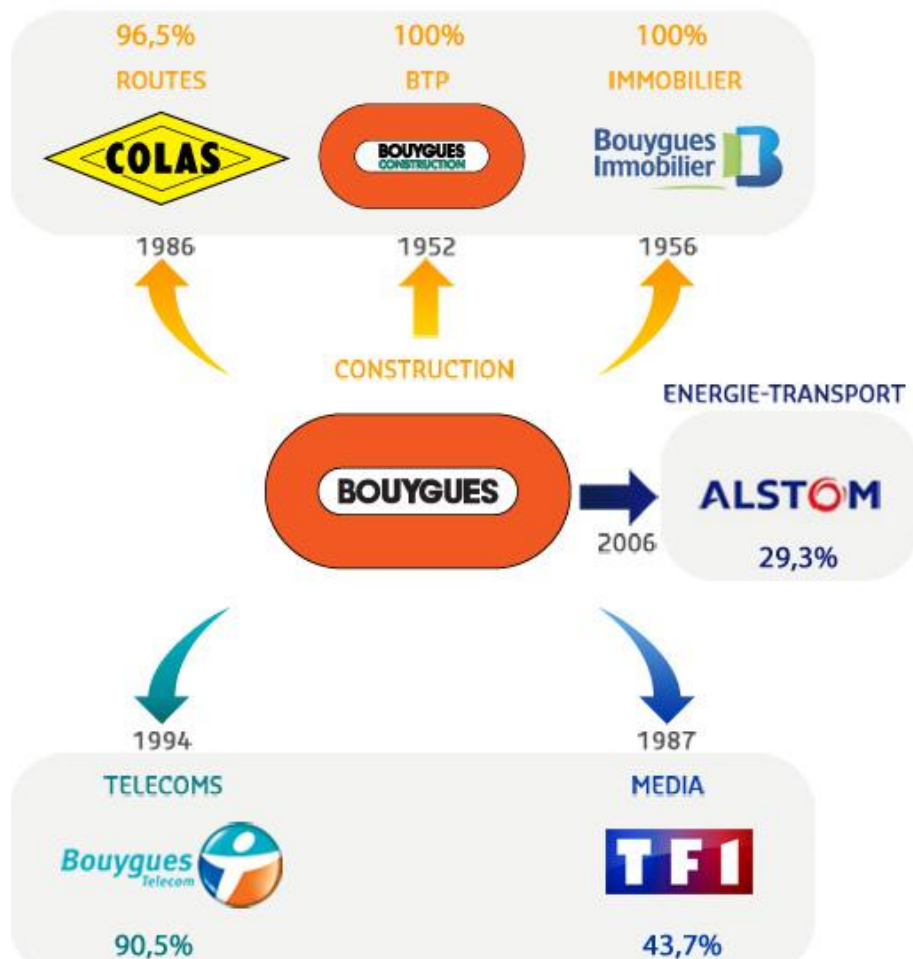 96,5% 100% 100%
ROUTES BTP IMMOBILIER
COLAS
BOUYGUES
CONSTRUCTION
Bouygues
Immobilier
1986 1952 1956
CONSTRUCTION
ENERGIE-TRANSPORT
BOUYGUES
ALSTOM
2006
29,3%
1994 1987
TELECOMS MEDIA
Bouygues
Telecom
TF1
90,5% 43,7%